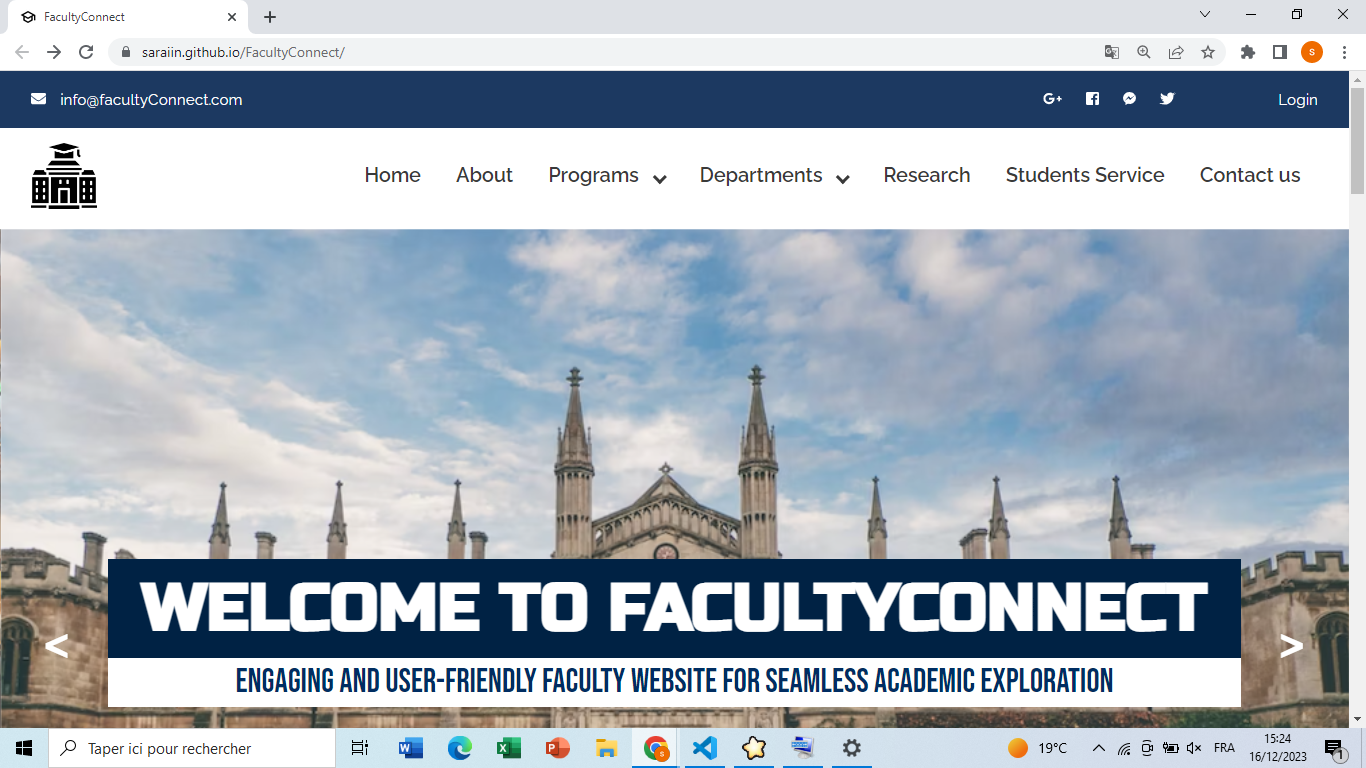 FacultyConnect
saraiin.github.io/FacultyConnect/
S
info@facultyConnect.com
G+
Login
Home About Programs Departments Research Students Service Contact us
WELCOME TO FACULTYCONNECT
ENGAGING AND USER-FRIENDLY FACULTY WEBSITE FOR SEAMLESS ACADEMIC EXPLORATION
< >
Taper ici pour rechercher
19°C
FRA
15:24
16/12/2023
1